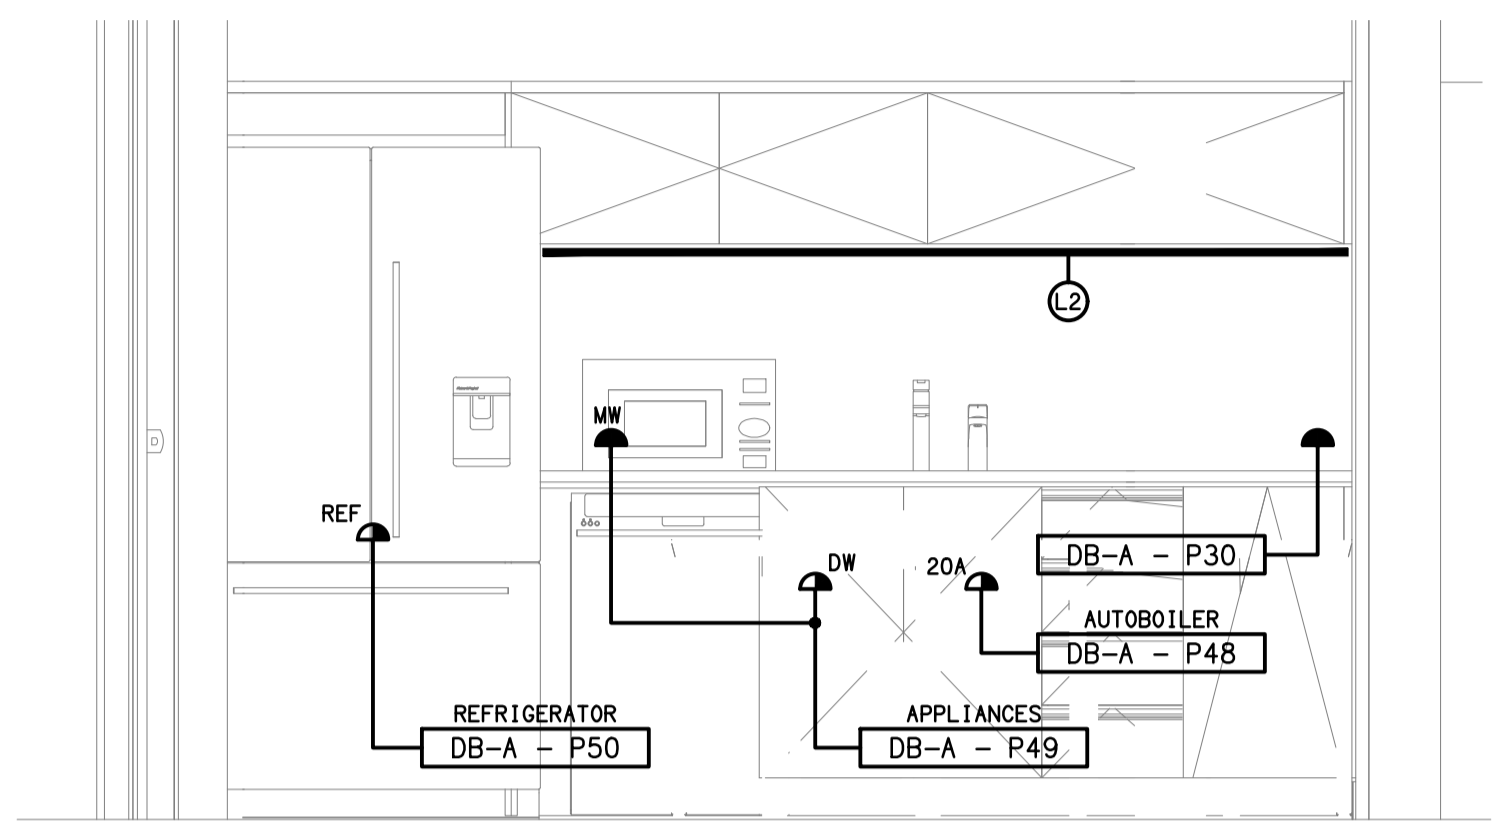 L2
MW
REF
DW
20A
DB-A - P30
AUTOBOILER
DB-A - P48
REFRIGERATOR
DB-A - P50
APPLIANCES
DB-A - P49